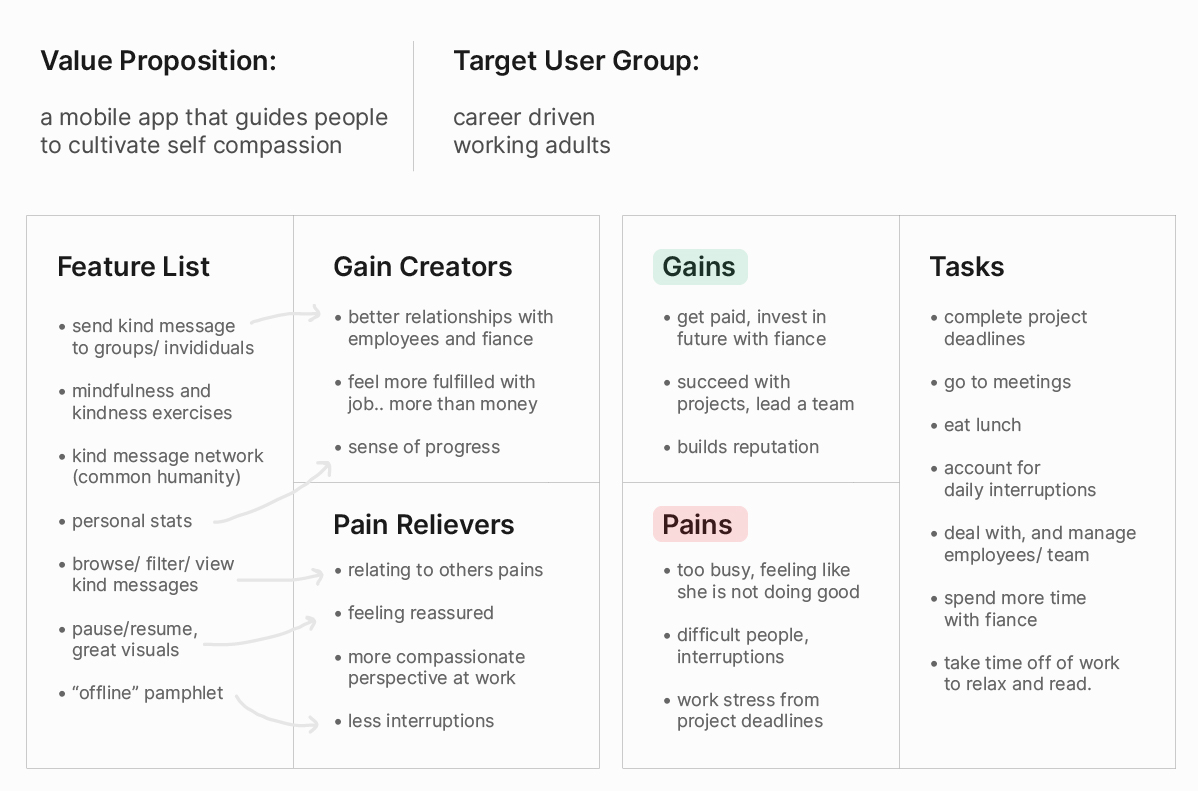 Value Proposition:
a mobile app that guides people
to cultivate self compassion
Target User Group:
career driven
working adults
Feature List
• send kind message
to groups/ invididuals
• mindfulness and
kindness exercises
• kind message network
(common humanity)
• personal stats
• browse/ filter/ view
kind messages
• pause/resume,
great visuals
• “offline” pamphlet
Gain Creators
• better relationships with
employees and fiance
• feel more fulfilled with
job.. more than money
• sense of progress
Pain Relievers
• relating to others pains
• feeling reassured
• more compassionate
perspective at work
• less interruptions
Gains
• get paid, invest in
future with fiance
• succeed with
projects, lead a team
• builds reputation
Pains
• too busy, feeling like
she is not doing good
• difficult people,
interruptions
• work stress from
project deadlines
Tasks
• complete project
deadlines
• go to meetings
• eat lunch
• account for
daily interruptions
• deal with, and manage
employees/ team
• spend more time
with fiance
• take time off of work
to relax and read.